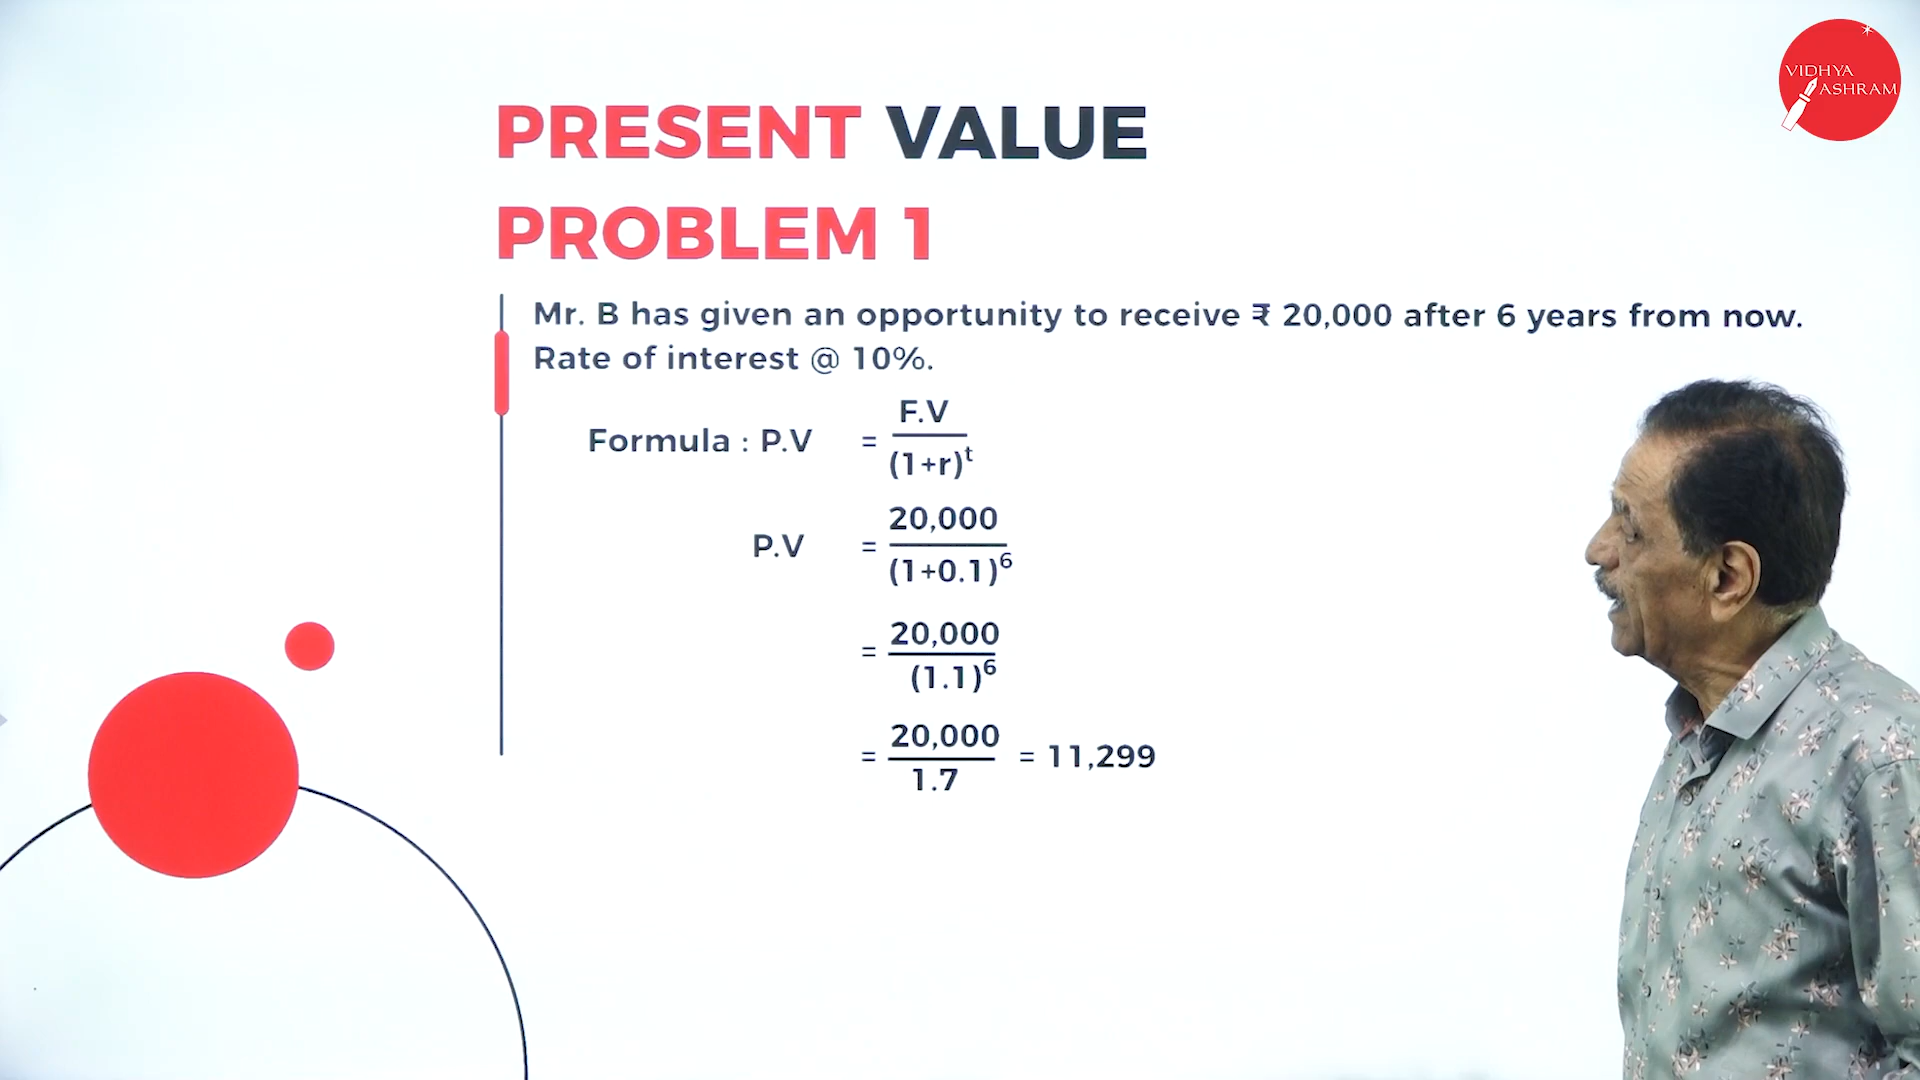 VIDHYA
ASHRAM
PRESENT VALUE
PROBLEM 1
Mr. B has given an opportunity to receive ₹ 20,000 after 6 years from now.
Rate of interest @ 10%.
Formula : P.V = F.V / (1+r)^t
P.V = 20,000 / (1+0.1)^6
= 20,000 / (1.1)^6
= 20,000 / 1.7 = 11,299